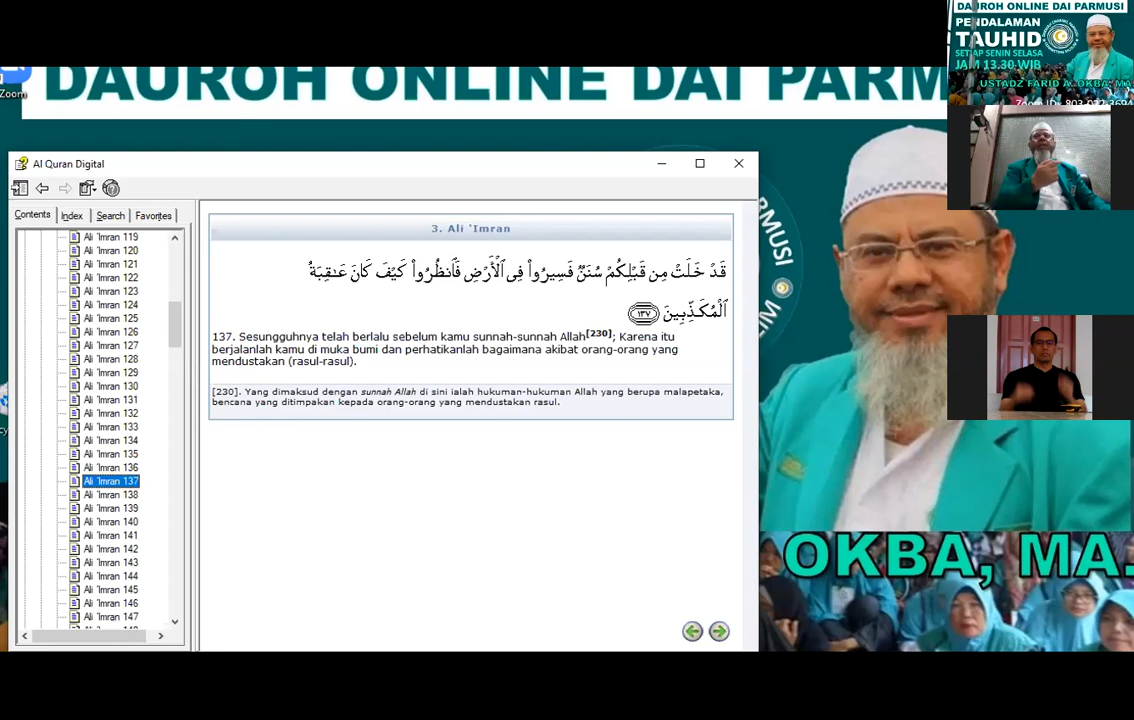 DAUROH ONLINE DAI PARMUSI
PENDALAMAN
TAUHID
SETIAP SENIN SELASA
JAM 13.30 WIB
USTADZ FARID A. OKBA, MA.
Zoom
DAUROH ONLINE DAI PARM
Al Quran Digital
Contents
Index
Search
Favorites
Ali 'Imran 119
Ali 'Imran 120
Ali 'Imran 121
Ali 'Imran 122
Ali 'Imran 123
Ali 'Imran 124
Ali 'Imran 125
Ali 'Imran 126
Ali 'Imran 127
Ali 'Imran 128
Ali 'Imran 129
Ali 'Imran 130
Ali 'Imran 131
Ali 'Imran 132
Ali 'Imran 133
Ali 'Imran 134
Ali 'Imran 135
Ali 'Imran 136
Ali 'Imran 137
Ali 'Imran 138
Ali 'Imran 139
Ali 'Imran 140
Ali 'Imran 141
Ali 'Imran 142
Ali 'Imran 143
Ali 'Imran 144
Ali 'Imran 145
Ali 'Imran 146
Ali 'Imran 147
3. Ali 'Imran
قَدْ خَلَتْ مِن قَبْلِكُمْ سُنَنٌ فَسِيرُوا۟ فِى ٱلْأَرْضِ فَٱنظُرُوا۟ كَيْفَ كَانَ عَـٰقِبَةُ
ٱلْمُكَذِّبِينَ ١٣٧
137. Sesungguhnya telah berlalu sebelum kamu sunnah-sunnah Allah[230]; Karena itu
berjalanlah kamu di muka bumi dan perhatikanlah bagaimana akibat orang-orang yang
mendustakan (rasul-rasul).
[230]. Yang dimaksud dengan sunnah Allah di sini ialah hukuman-hukuman Allah yang berupa malapetaka,
bencana yang ditimpakan kepada orang-orang yang mendustakan rasul.
RMUSI
OKBA, MA.